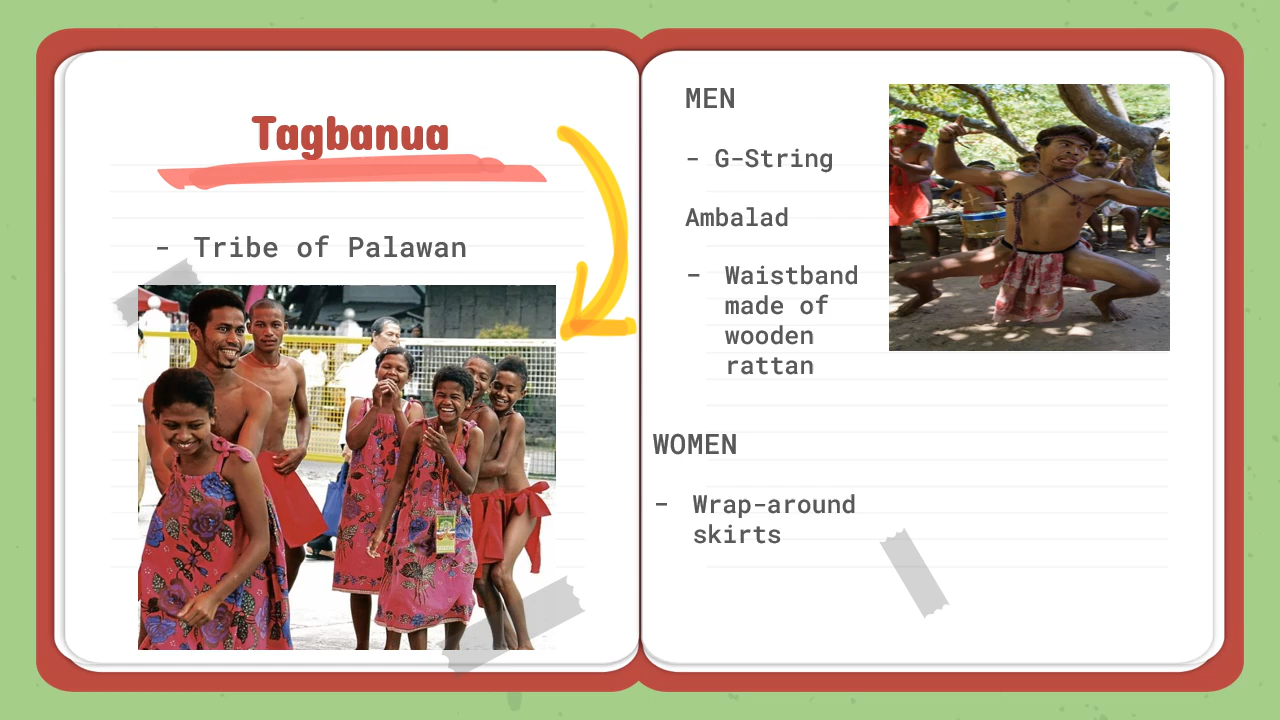 Tagbanua
- Tribe of Palawan
MEN
- G-String
Ambalad
- Waistband
made of
wooden
rattan
WOMEN
- Wrap-around
skirts